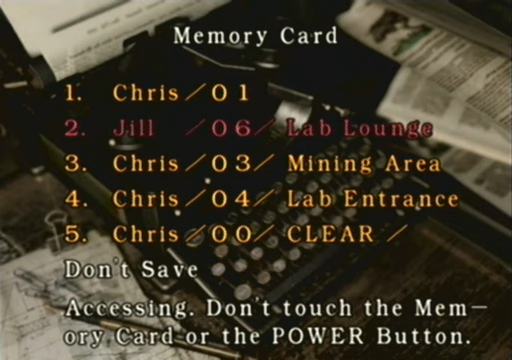 Memory Card
1. Chris／01
2. Jill ／06／Lab Lounge
3. Chris／03／Mining Area
4. Chris／04／Lab Entrance
5. Chris／00／CLEAR／
Don't Save
Accessing. Don't touch the Mem-
ory Card or the POWER Button.